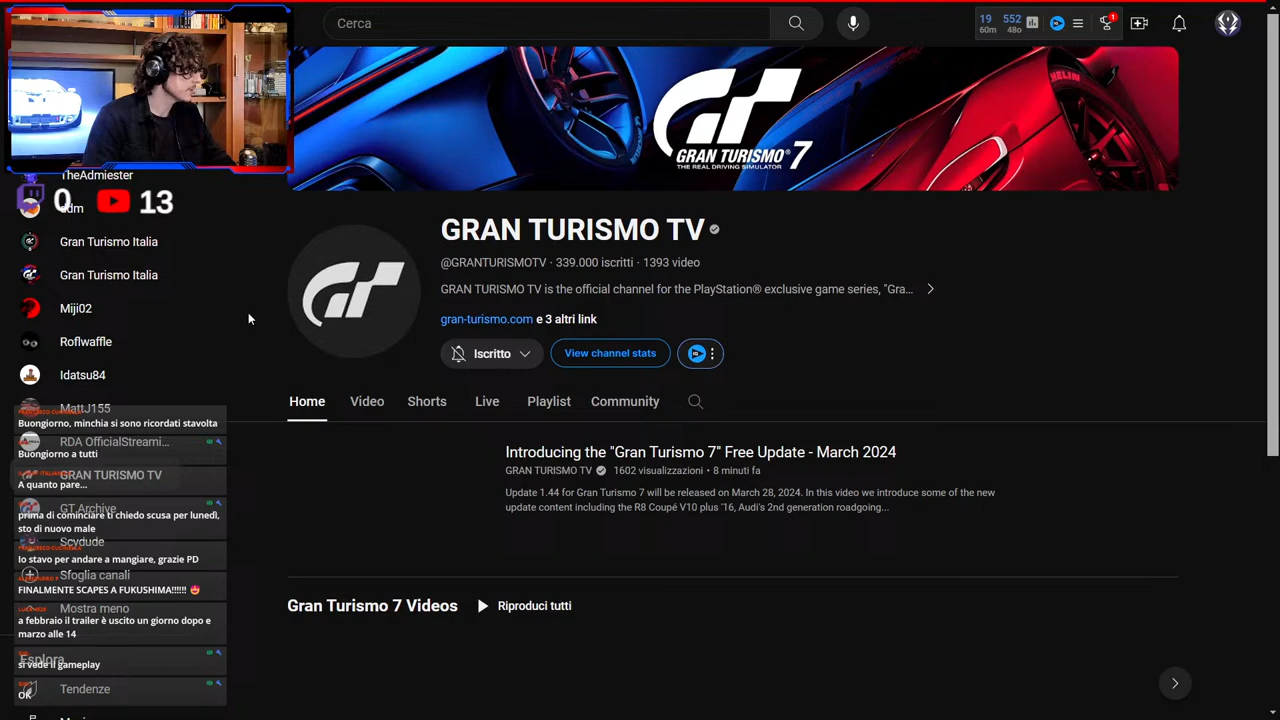 Cerca
19
60m
552
48o
1
HELIN
GRAN TURISMO 7
THE REAL DRIVING SIMULATOR
TheAdmiester
0
13
Gran Turismo Italia
Gran Turismo Italia
Miji02
Roflwaffle
Idatsu84
MattJ155
Buongiorno, minchia si sono ricordati stavolta
RDA OfficialStreami...
Buongiorno a tutti
GRAN TURISMO TV
A quanto pare...
GT Archive
prima di cominciare ti chiedo scusa per lunedì,
sto di nuovo male
Scydude
Io stavo per andare a mangiare, grazie PD
Sfoglia canali
FINALMENTE SCAPES A FUKUSHIMA!!!!!! 😍
Mostra meno
a febbraio il trailer è uscito un giorno dopo e
marzo alle 14
Esplora
si vede il gameplay
Tendenze
OK
GRAN TURISMO TV
@GRANTURISMOTV · 339.000 iscritti · 1393 video
GRAN TURISMO TV is the official channel for the PlayStation® exclusive game series, "Gra...
gran-turismo.com e 3 altri link
Iscritto
View channel stats
Home
Video
Shorts
Live
Playlist
Community
Introducing the "Gran Turismo 7" Free Update - March 2024
GRAN TURISMO TV 1602 visualizzazioni • 8 minuti fa
Update 1.44 for Gran Turismo 7 will be released on March 28, 2024. In this video we introduce some of the new
update content including the R8 Coupé V10 plus '16, Audi's 2nd generation roadgoing...
Gran Turismo 7 Videos
Riproduci tutti